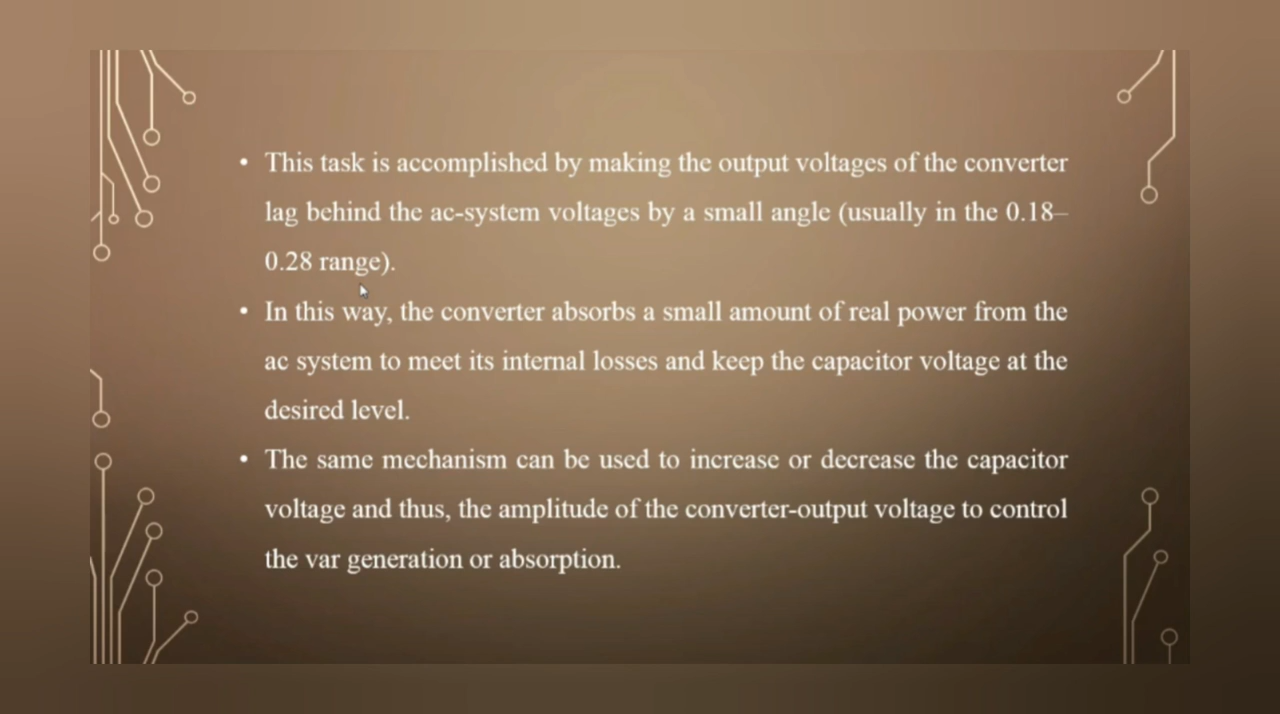 • This task is accomplished by making the output voltages of the converter
lag behind the ac-system voltages by a small angle (usually in the 0.18–
0.28 range).
• In this way, the converter absorbs a small amount of real power from the
ac system to meet its internal losses and keep the capacitor voltage at the
desired level.
• The same mechanism can be used to increase or decrease the capacitor
voltage and thus, the amplitude of the converter-output voltage to control
the var generation or absorption.